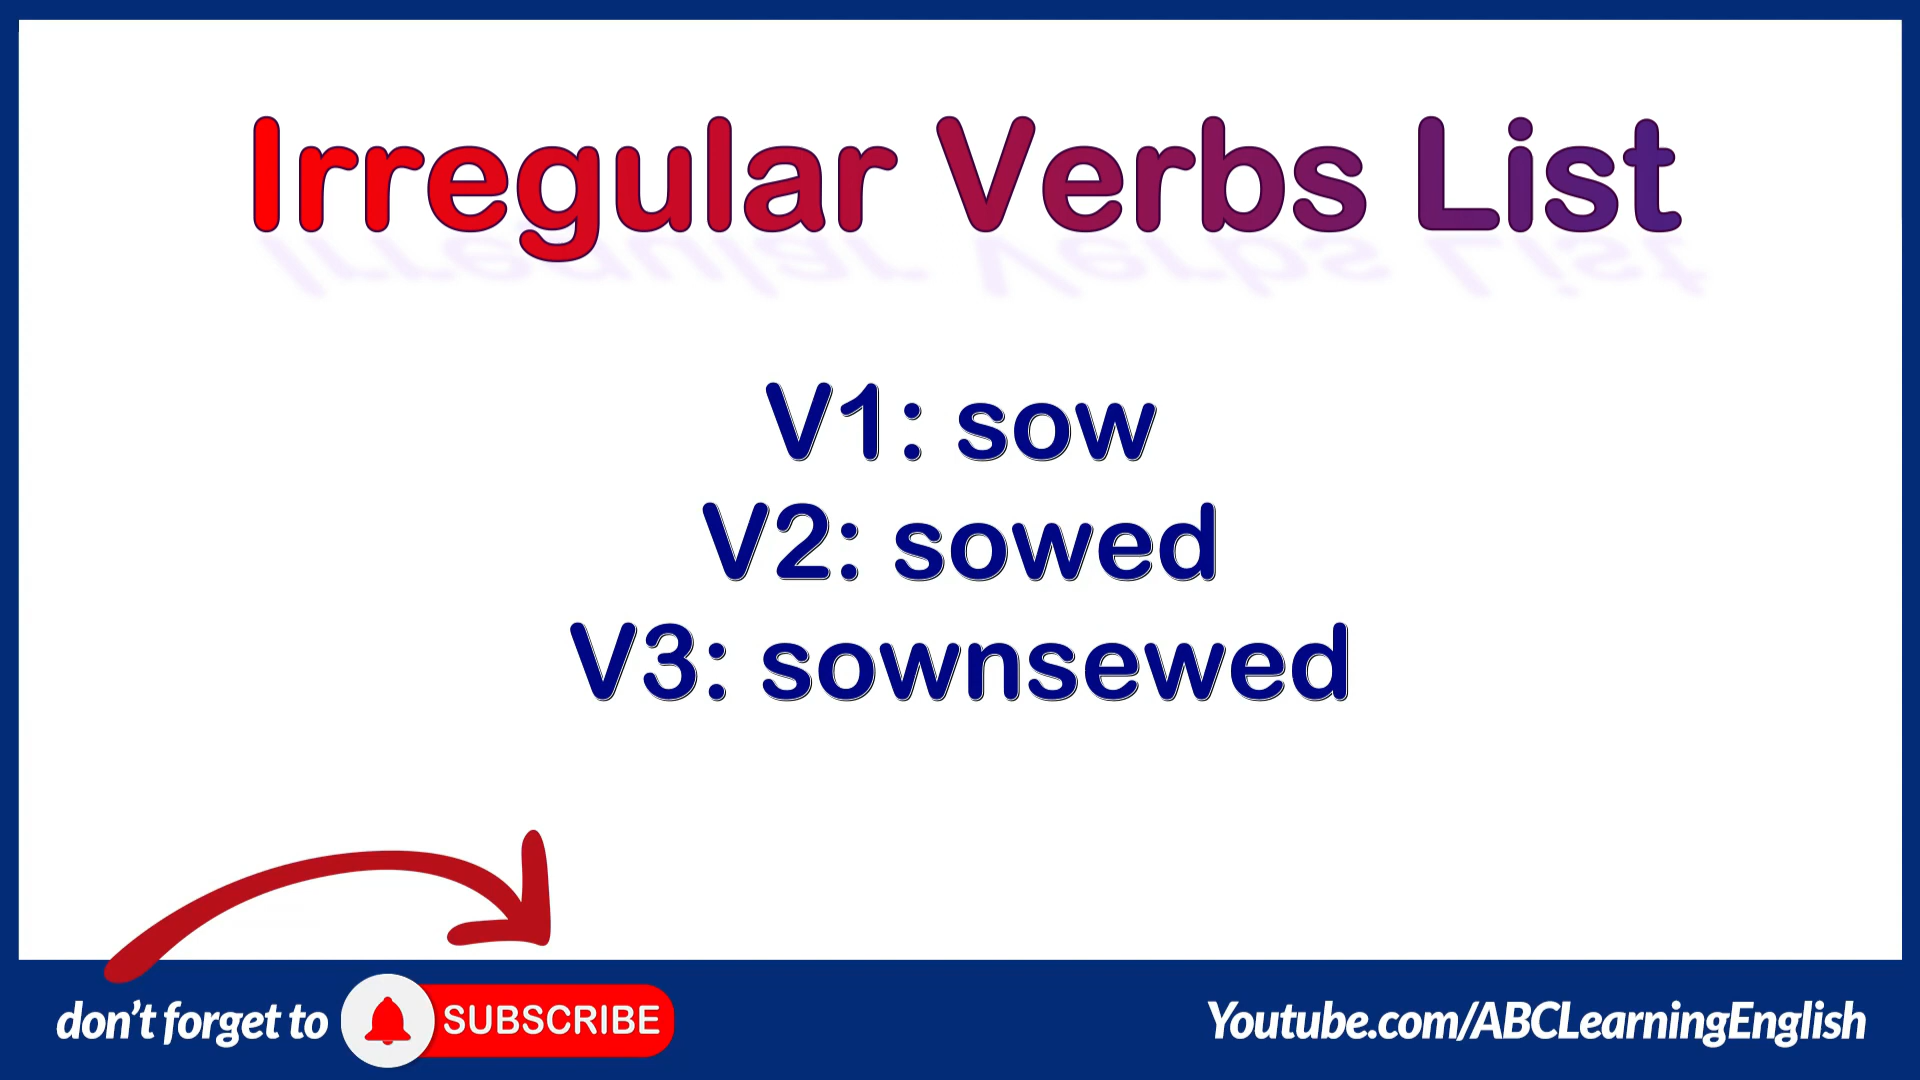 Irregular Verbs List
V1: sow
V2: sowed
V3: sownsewed
don't forget to
SUBSCRIBE
Youtube.com/ABCLearningEnglish